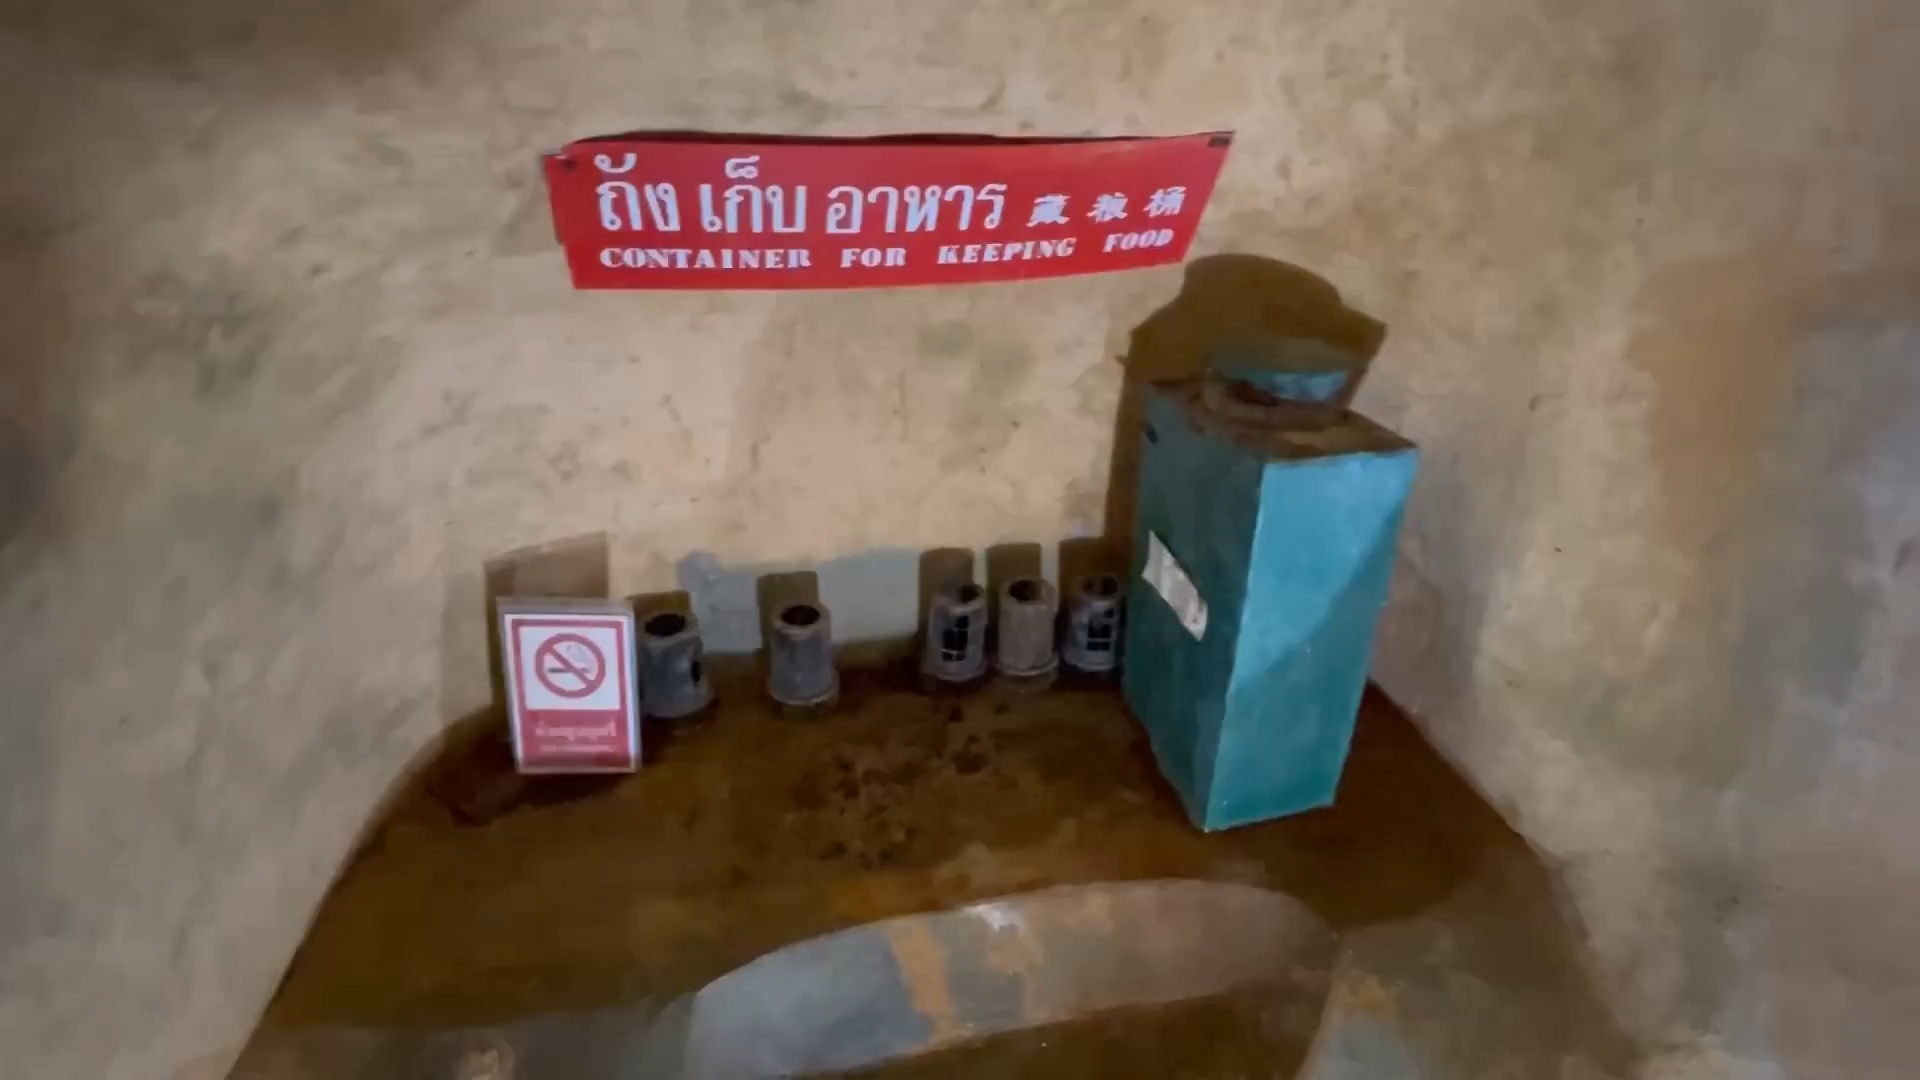 ถัง เก็บ อาหาร 藏 粮 桶
CONTAINER FOR KEEPING FOOD